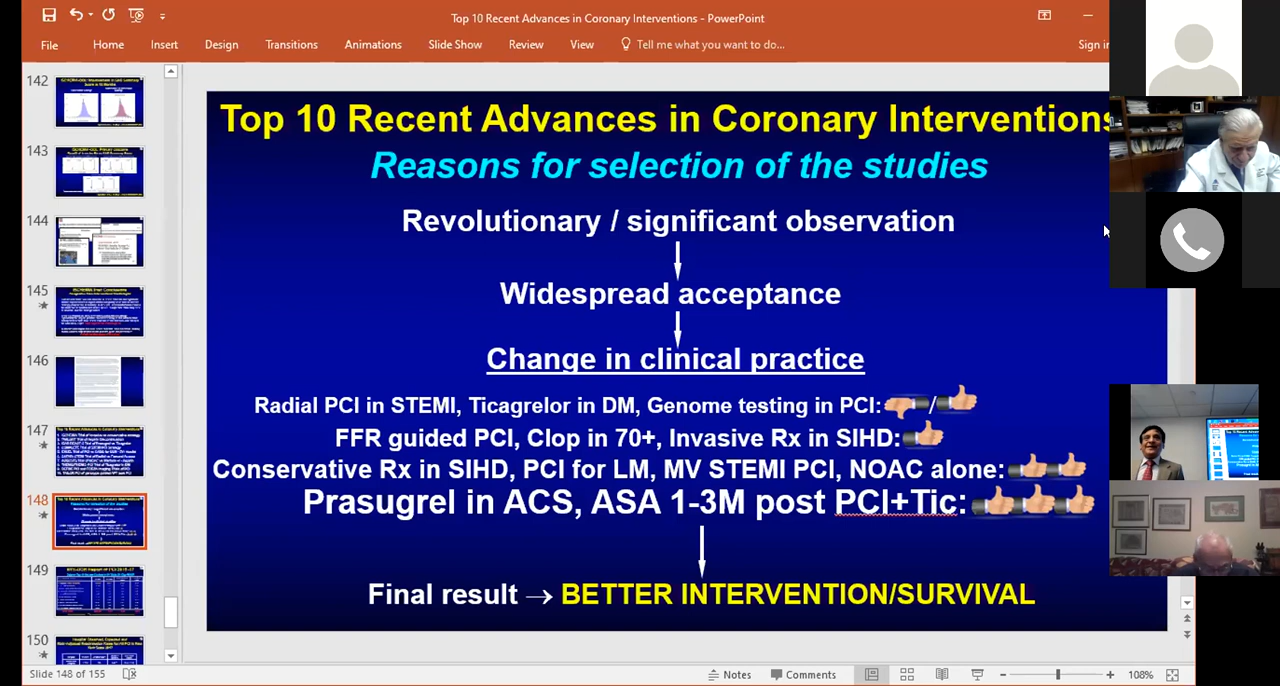 Top 10 Recent Advances in Coronary Interventions - PowerPoint
File Home Insert Design Transitions Animations Slide Show Review View Tell me what you want to do... Sign in
142
143
144
145
146
147
148
149
150
Top 10 Recent Advances in Coronary Interventions
Reasons for selection of the studies
Revolutionary / significant observation
Widespread acceptance
Change in clinical practice
Radial PCI in STEMI, Ticagrelor in DM, Genome testing in PCI: /
FFR guided PCI, Clop in 70+, Invasive Rx in SIHD:
Conservative Rx in SIHD, PCI for LM, MV STEMI PCI, NOAC alone:
Prasugrel in ACS, ASA 1-3M post PCI+Tic:
Final result → BETTER INTERVENTION/SURVIVAL
Slide 148 of 155 Notes Comments 108%